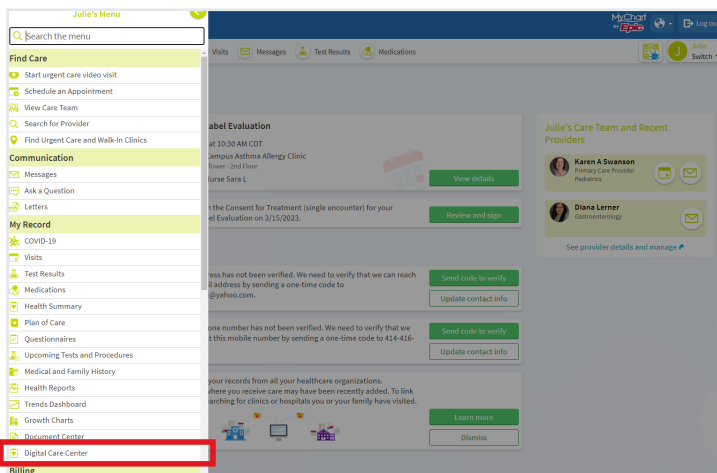 Julie's Menu
Search the menu
Find Care
Start urgent care video visit
Schedule an Appointment
View Care Team
Search for Provider
Find Urgent Care and Walk-In Clinics
Communication
Messages
Ask a Question
Letters
My Record
COVID-19
Visits
Test Results
Medications
Health Summary
Plan of Care
Questionnaires
Upcoming Tests and Procedures
Medical and Family History
Health Reports
Trends Dashboard
Growth Charts
Document Center
Digital Care Center
Billing
MyChart
by Epic
Log ou
Visits Messages Test Results Medications
J Julie
Switch
abel Evaluation
at 10:30 AM CDT
Campus Asthma Allergy Clinic
Tower - 2nd Floor
Nurse Sara L
View details
n the Consent for Treatment (single encounter) for your
el Evaluation on 3/15/2023.
Review and sign
ress has not been verified. We need to verify that we can reach
il address by sending a one-time code to
@yahoo.com.
Send code to verify
Update contact info
one number has not been verified. We need to verify that we
t this mobile number by sending a one-time code to 414-416-
Send code to verify
Update contact info
your records from all your healthcare organizations.
where you receive care may have been recently added. To link
arching for clinics or hospitals you or your family have visited.
Learn more
Dismiss
Julie's Care Team and Recent
Providers
Karen A Swanson
Primary Care Provider
Pediatrics
Diana Lerner
Gastroenterology
See provider details and manage